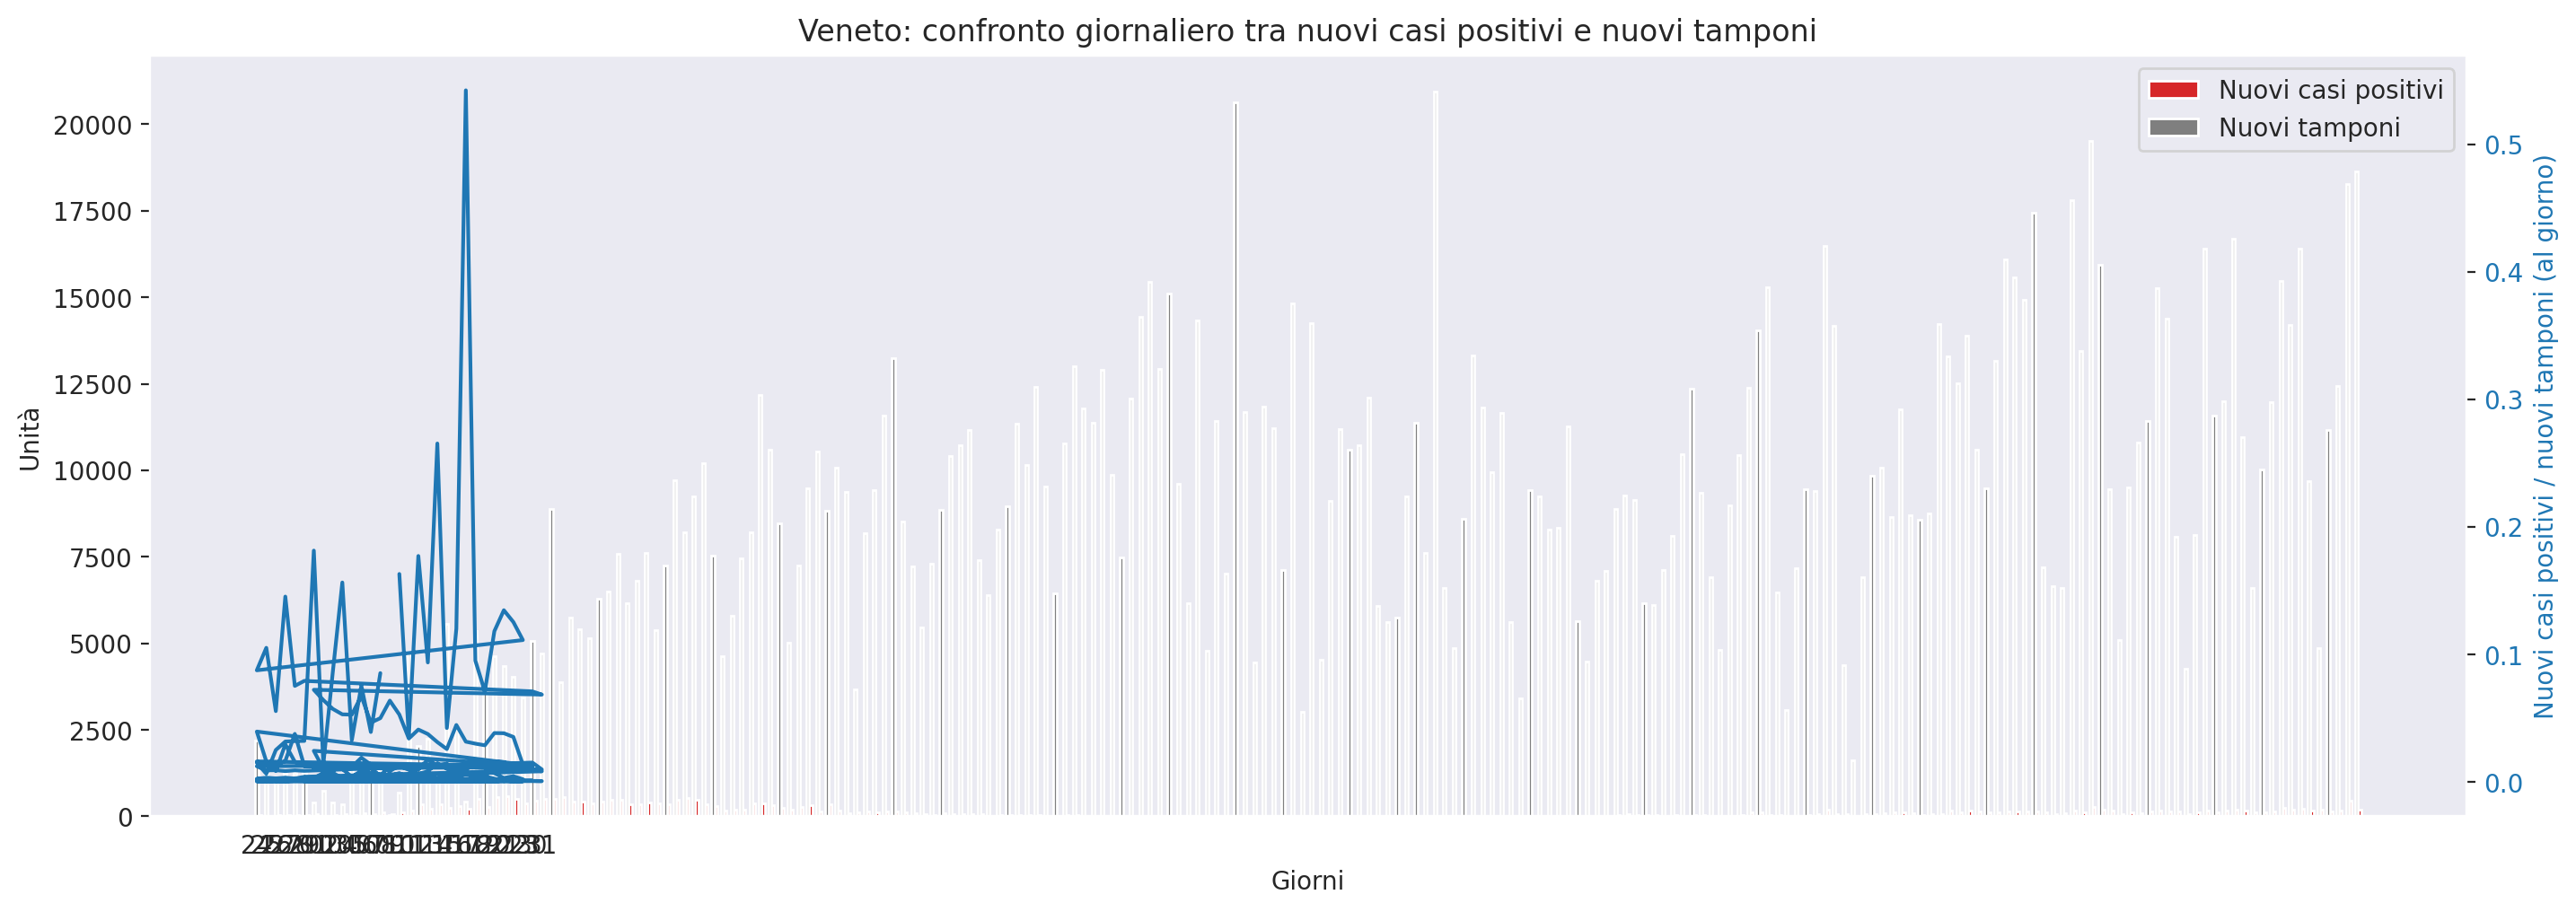 Veneto: confronto giornaliero tra nuovi casi positivi e nuovi tamponi
Nuovi casi positivi
Nuovi tamponi
20000
17500
15000
12500
10000
7500
5000
2500
0
Unità
0.5
0.4
0.3
0.2
0.1
0.0
Nuovi casi positivi / nuovi tamponi (al giorno)
Giorni